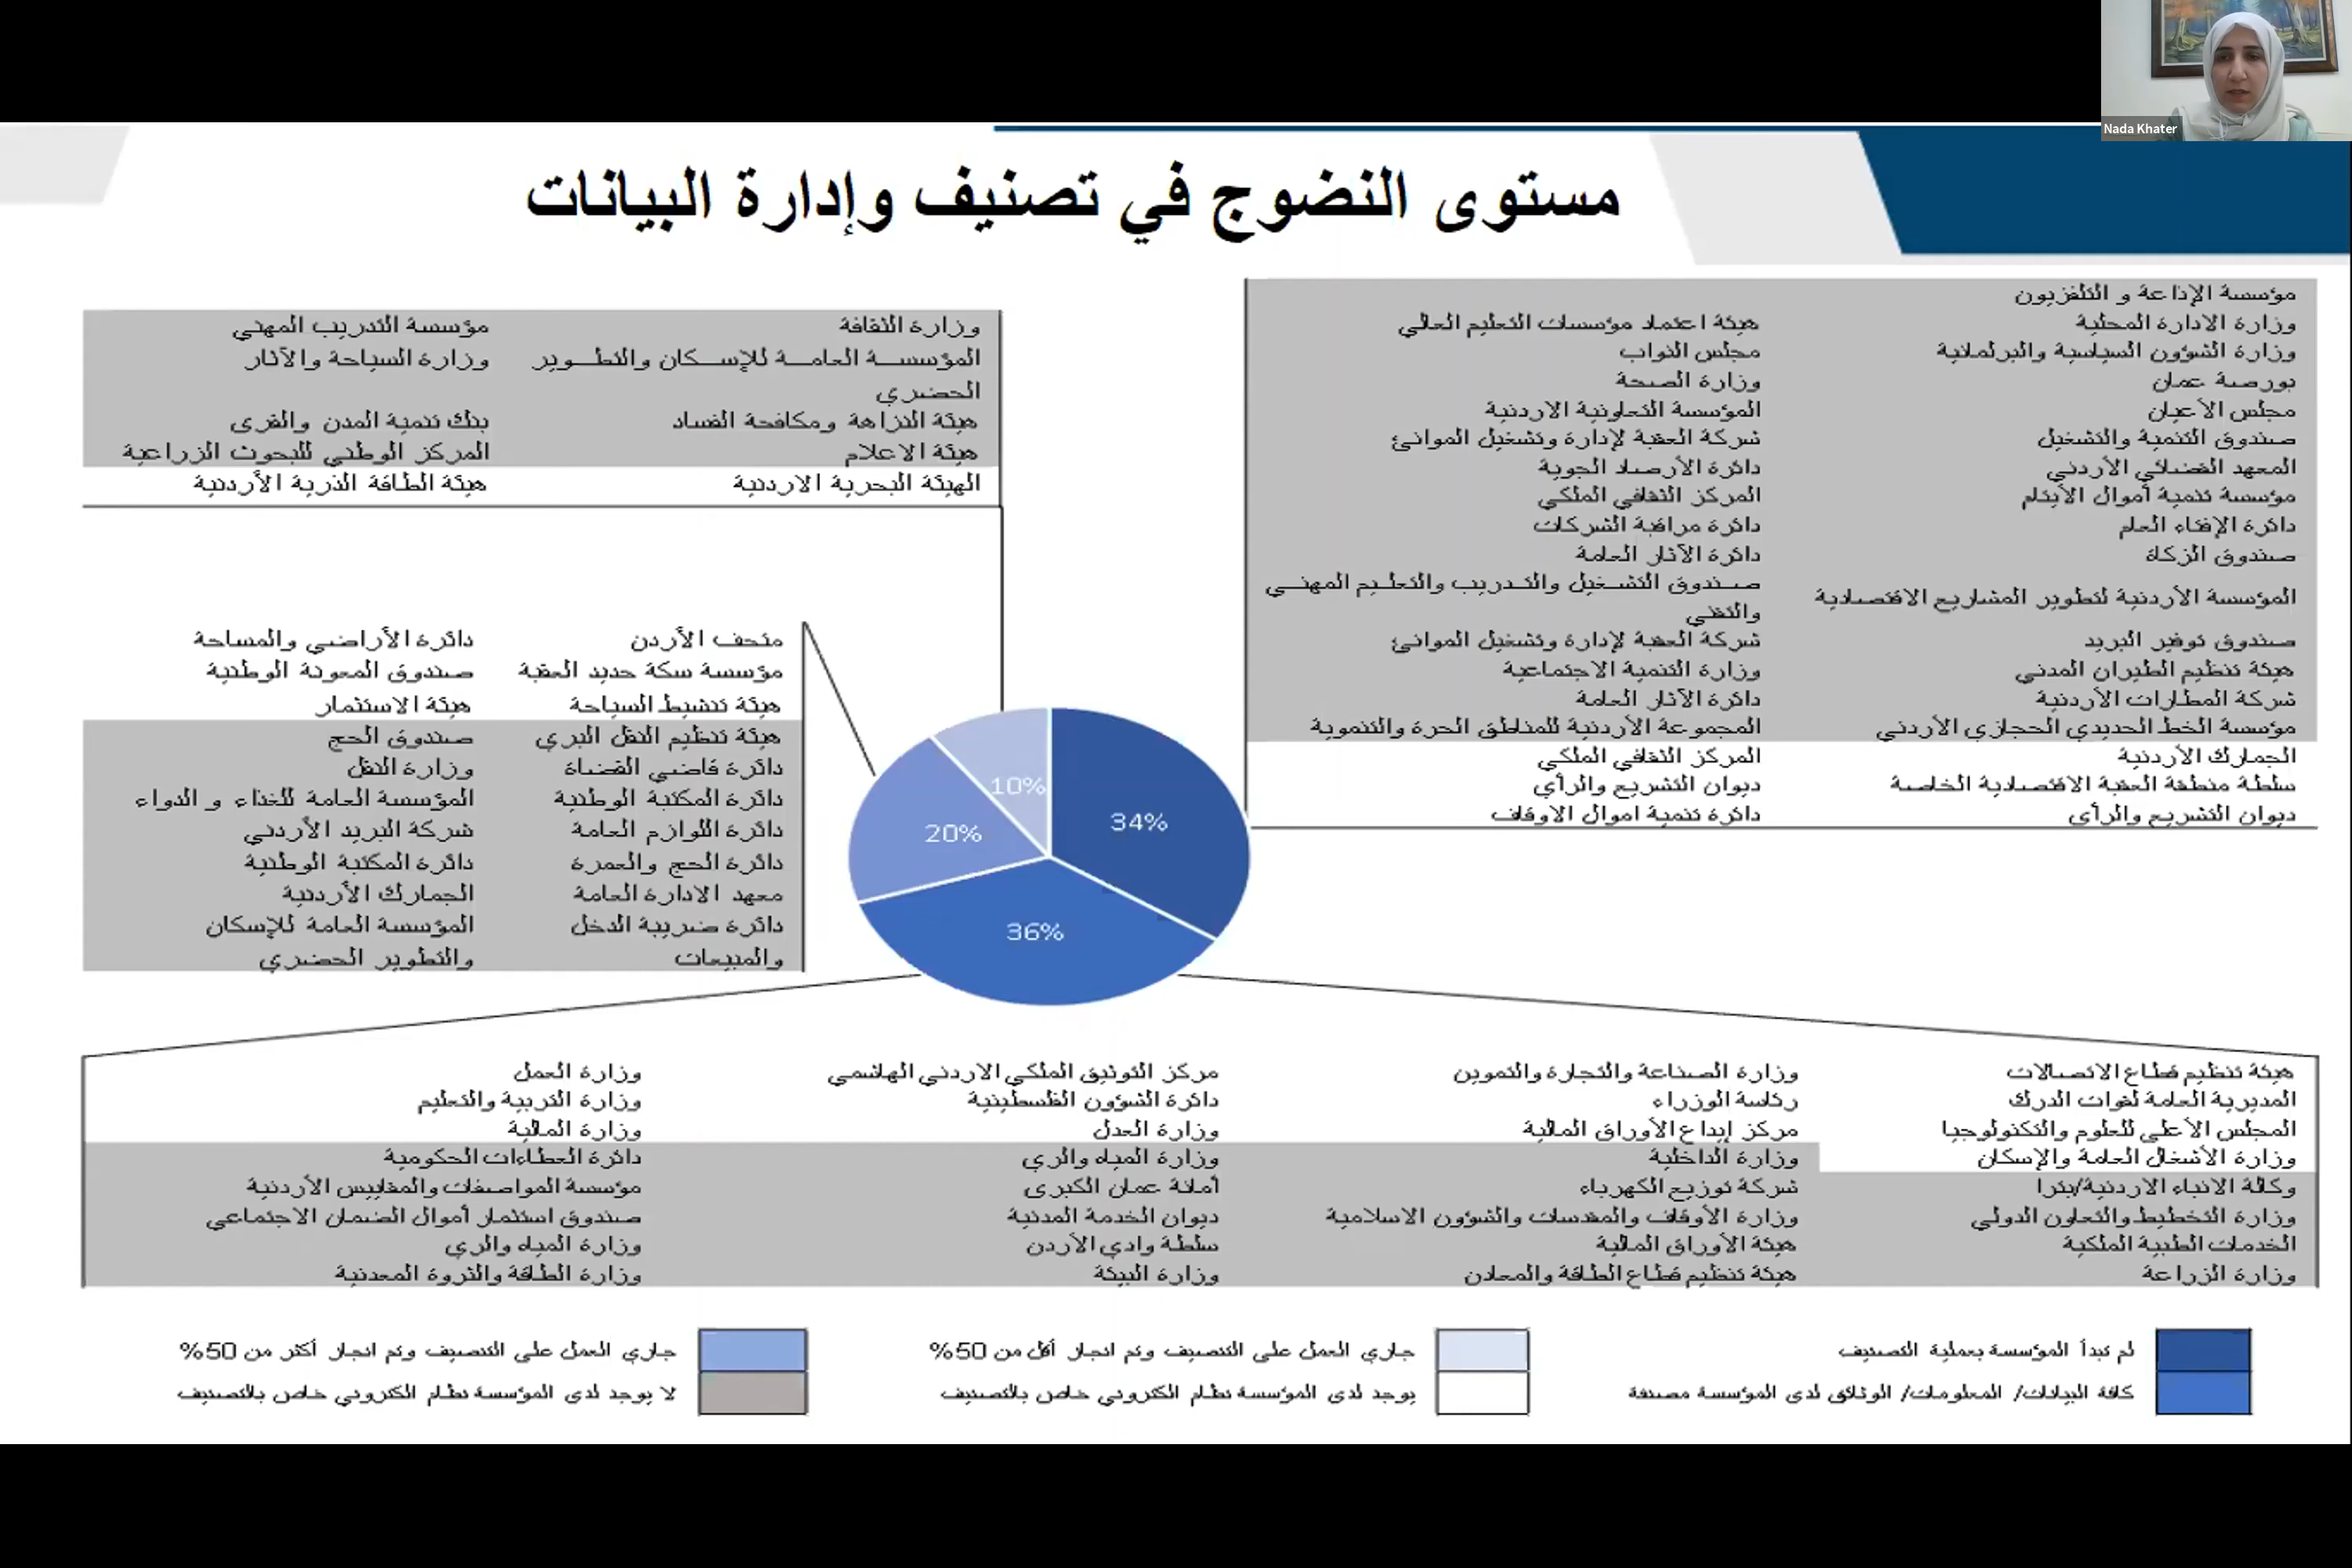 Nada Khater
مستوى النضوج في تصنيف وإدارة البيانات
مؤسسة الإذاعة و التلفزيون
وزارة الادارة المحلية هيئة اعتماد مؤسسات التعليم العالي
وزارة الشؤون السياسية والبرلمانية مجلس النواب
بورصة عمان وزارة الصحة
مجلس الأعيان المؤسسة التعاونية الاردنية
صندوق التنمية والتشغيل شركة العقبة لإدارة وتشغيل الموانئ
المعهد القضائي الأردني دائرة الأرصاد الجوية
مؤسسة تنمية أموال الأيتام المركز الثقافي الملكي
دائرة الإفتاء العام دائرة مراقبة الشركات
صندوق الزكاة دائرة الآثار العامة
المؤسسة الأردنية لتطوير المشاريع الاقتصادية صندوق التشغيل والتدريب والتعليم المهني
والتقني
صندوق توفير البريد شركة العقبة لإدارة وتشغيل الموانئ
هيئة تنظيم الطيران المدني وزارة التنمية الاجتماعية
شركة المطارات الأردنية دائرة الآثار العامة
مؤسسة الخط الحديدي الحجازي الأردني المجموعة الأردنية للمناطق الحرة والتنموية
الجمارك الأردنية المركز الثقافي الملكي
سلطة منطقة العقبة الاقتصادية الخاصة ديوان التشريع والرأي
ديوان التشريع والرأي دائرة تنمية اموال الاوقاف
وزارة الثقافة مؤسسة التدريب المهني
المؤسسة العامة للإسكان والتطوير وزارة السياحة والآثار
الحضري
هيئة النزاهة ومكافحة الفساد بنك تنمية المدن والقرى
هيئة الاعلام المركز الوطني للبحوث الزراعية
الهيئة البحرية الاردنية هيئة الطاقة الذرية الأردنية
متحف الأردن دائرة الأراضي والمساحة
مؤسسة سكة حديد العقبة صندوق المعونة الوطنية
هيئة تنشيط السياحة هيئة الاستثمار
هيئة تنظيم النقل البري صندوق الحج
دائرة قاضي القضاة وزارة النقل
دائرة المكتبة الوطنية المؤسسة العامة للغذاء و الدواء
دائرة اللوازم العامة شركة البريد الأردني
دائرة الحج والعمرة دائرة المكتبة الوطنية
معهد الادارة العامة الجمارك الأردنية
دائرة ضريبة الدخل المؤسسة العامة للإسكان
والمبيعات والتطوير الحضري
10%
34%
20%
36%
هيئة تنظيم قطاع الاتصالات وزارة الصناعة والتجارة والتموين مركز التوثيق الملكي الاردني الهاشمي وزارة العمل
المديرية العامة لقوات الدرك رئاسة الوزراء دائرة الشؤون الفلسطينية وزارة التربية والتعليم
المجلس الأعلى للعلوم والتكنولوجيا مركز إيداع الأوراق المالية وزارة العدل وزارة المالية
وزارة الأشغال العامة والإسكان وزارة الداخلية وزارة المياه والري دائرة العطاءات الحكومية
وكالة الانباء الاردنية/بترا شركة توزيع الكهرباء أمانة عمان الكبرى مؤسسة المواصفات والمقاييس الأردنية
وزارة التخطيط والتعاون الدولي وزارة الأوقاف والمقدسات والشؤون الاسلامية ديوان الخدمة المدنية صندوق استثمار أموال الضمان الاجتماعي
الخدمات الطبية الملكية هيئة الأوراق المالية سلطة وادي الأردن وزارة المياه والري
وزارة الزراعة هيئة تنظيم قطاع الطاقة والمعادن وزارة البيئة وزارة الطاقة والثروة المعدنية
لم تبدأ المؤسسة بعملية التصنيف جاري العمل على التصنيف وتم انجاز أقل من 50% جاري العمل على التصنيف وتم انجاز أكثر من 50%
كافة البيانات/ المعلومات/ الوثائق لدى المؤسسة مصنفة يوجد لدى المؤسسة نظام الكتروني خاص بالتصنيف لا يوجد لدى المؤسسة نظام الكتروني خاص بالتصنيف